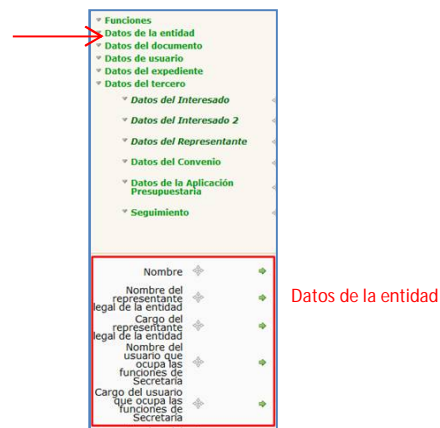 Funciones
Datos de la entidad
Datos del documento
Datos de usuario
Datos del expediente
Datos del tercero
Datos del Interesado
Datos del Interesado 2
Datos del Representante
Datos del Convenio
Datos de la Aplicación
Presupuestaria
Seguimiento
Nombre
Nombre del
representante
legal de la entidad
Cargo del
representante
legal de la entidad
Nombre del
usuario que
ocupa las
funciones de
Secretaria
Cargo del usuario
que ocupa las
funciones de
Secretaria
Datos de la entidad